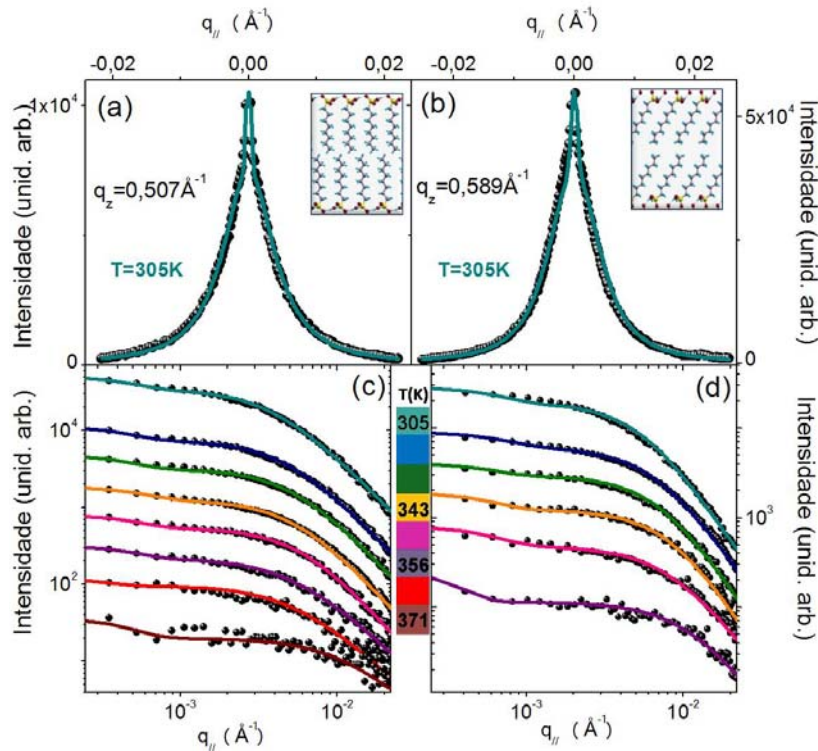 q// (Å-1) q// (Å-1)
-0,02 0,00 0,02 -0,02 0,00 0,02
Intensidade (unid. arb.)
1x104
0
(a)
qz=0,507Å-1
T=305K
(b)
qz=0,589Å-1
T=305K
5x104
0
Intensidade (unid. arb.)
Intensidade (unid. arb.)
104
102
(c)
T(K)
305
343
356
371
(d)
103
Intensidade (unid. arb.)
10-3 10-2 10-3 10-2
q// (Å-1) q// (Å-1)